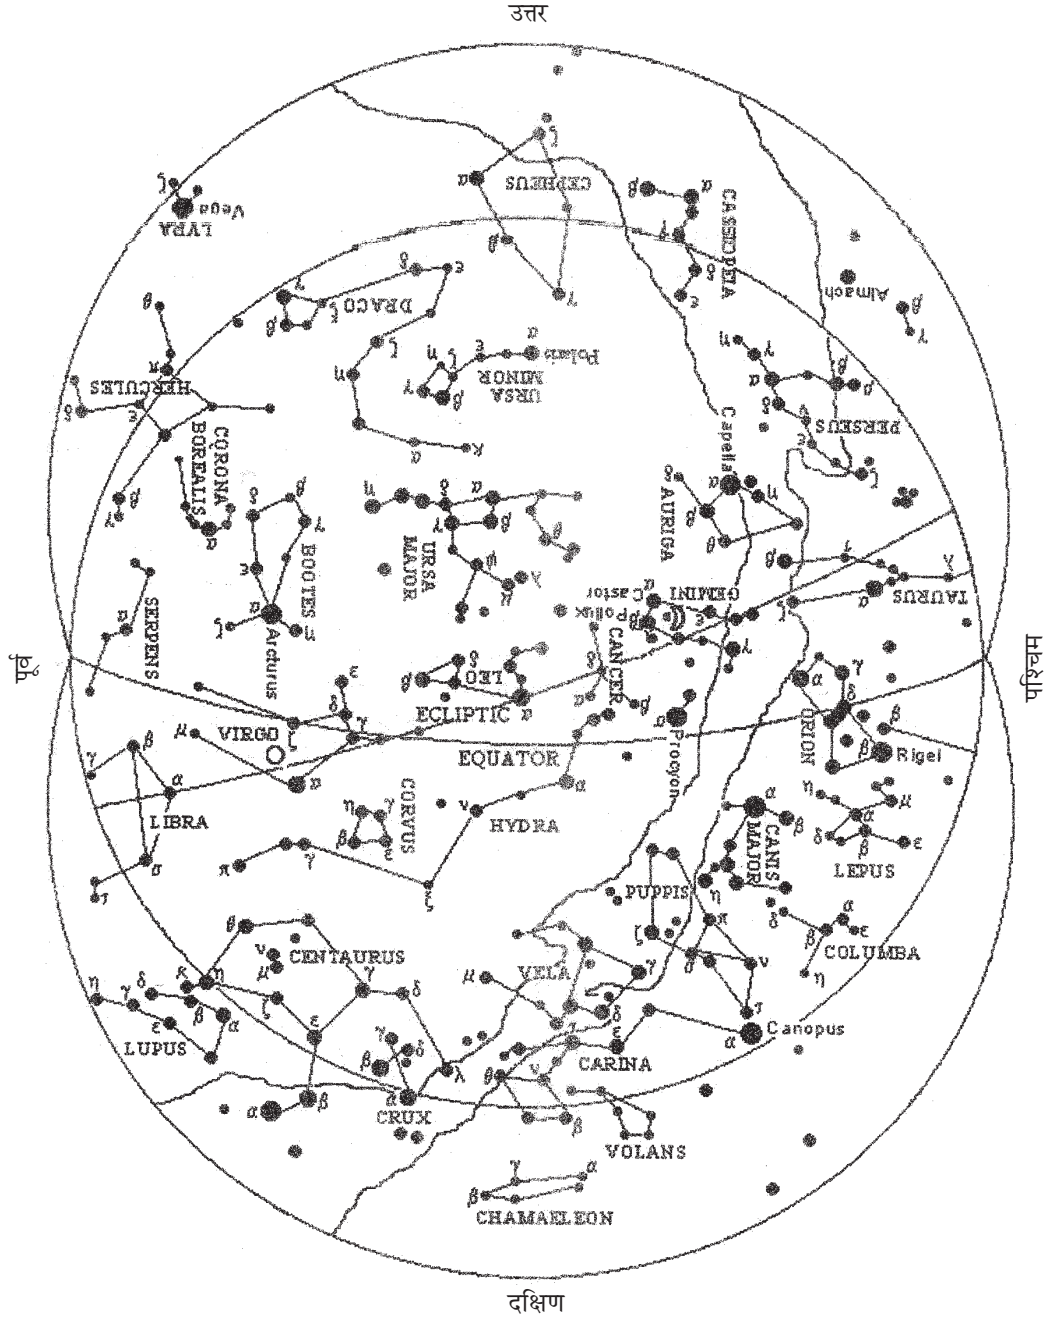 उत्तर
CEPHEUS
CASSIOPEIA
Vega
LYRA
DRACO
Almach
HERCULES
Polaris
URSA
MINOR
PERSEUS
CORONA
BOREALIS
Capella
AURIGA
BOOTES
URSA
MAJOR
SERPENS
Castor
GEMINI
Pollux
TAURUS
Arcturus
CANCER
LEO
पूर्व
पश्चिम
ECLIPTIC
VIRGO
EQUATOR
Procyon
ORION
Rigel
LIBRA
CORVUS
HYDRA
CANIS
MAJOR
LEPUS
PUPPIS
COLUMBA
CENTAURUS
VELA
LUPUS
Canopus
CARINA
CRUX
VOLANS
CHAMAELEON
दक्षिण